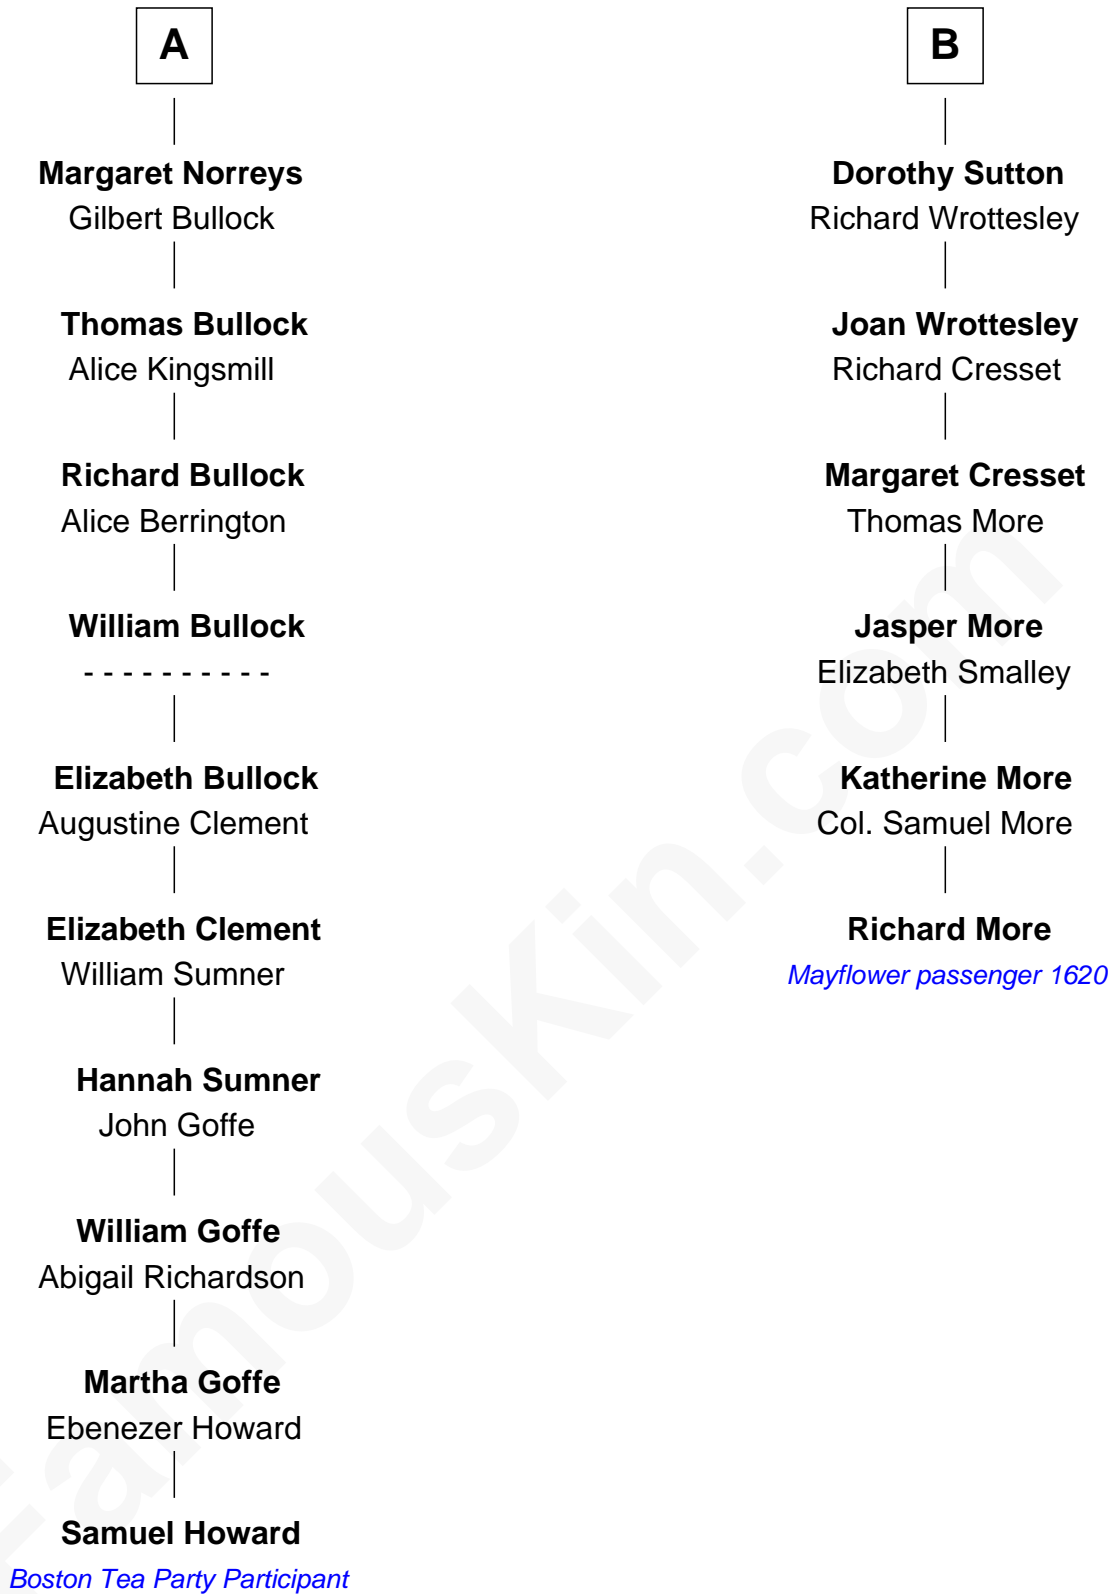 A
Margaret Norreys
Gilbert Bullock
Thomas Bullock
Alice Kingsmill
Richard Bullock
Alice Berrington
William Bullock
- - - - - - - - - -
Elizabeth Bullock
Augustine Clement
Elizabeth Clement
William Sumner
Hannah Sumner
John Goffe
William Goffe
Abigail Richardson
Martha Goffe
Ebenezer Howard
Samuel Howard
Boston Tea Party Participant
B
Dorothy Sutton
Richard Wrottesley
Joan Wrottesley
Richard Cresset
Margaret Cresset
Thomas More
Jasper More
Elizabeth Smalley
Katherine More
Col. Samuel More
Richard More
Mayflower passenger 1620
FamousKin.com